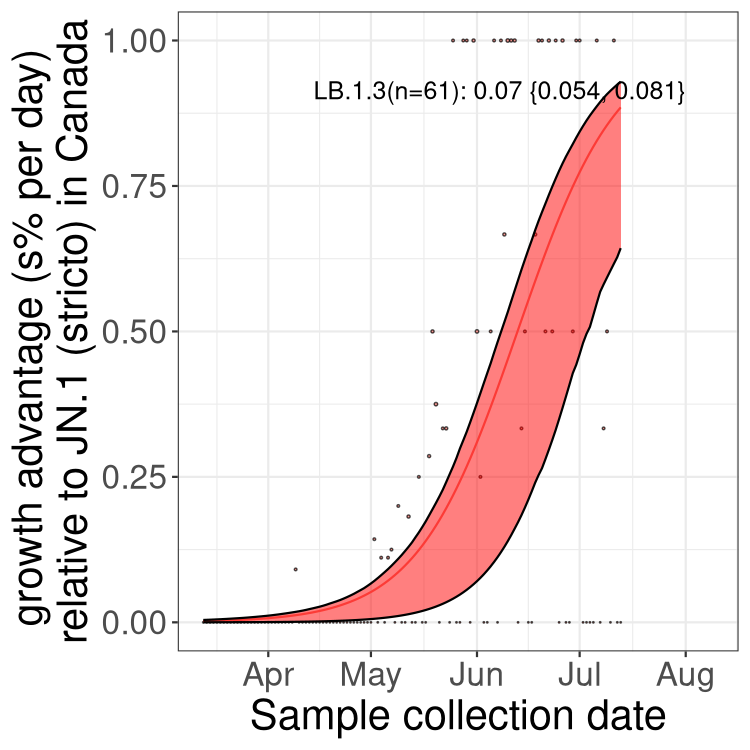 growth advantage (s% per day)
relative to JN.1 (stricto) in Canada
1.00
0.75
0.50
0.25
0.00
LB.1.3(n=61): 0.07 {0.054, 0.081}
Apr May Jun Jul Aug
Sample collection date